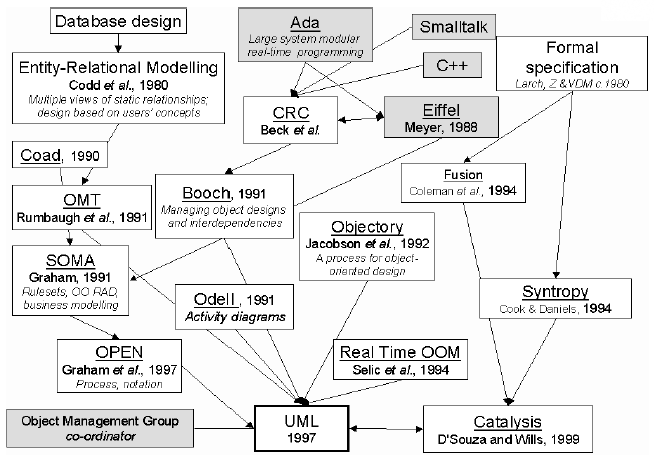 Database design
Ada
Large system modular
real-time programming
Smalltalk
C++
Formal
specification
Larch, Z &VDM c 1980
Entity-Relational Modelling
Codd et al., 1980
Multiple views of static relationships;
design based on users' concepts
CRC
Beck et al.
Eiffel
Meyer, 1988
Coad, 1990
OMT
Rumbaugh et al., 1991
Booch, 1991
Managing object designs
and interdependencies
Fusion
Coleman et al, 1994
Objectory
Jacobson et al., 1992
A process for object-
oriented design
SOMA
Graham, 1991
Rulesets, OO RAD,
business modelling
Odell, 1991
Activity diagrams
Syntropy
Cook & Daniels, 1994
OPEN
Graham et al., 1997
Process, notation
Real Time OOM
Selic et al., 1994
Object Management Group
co-ordinator
UML
1997
Catalysis
D'Souza and Wills, 1999